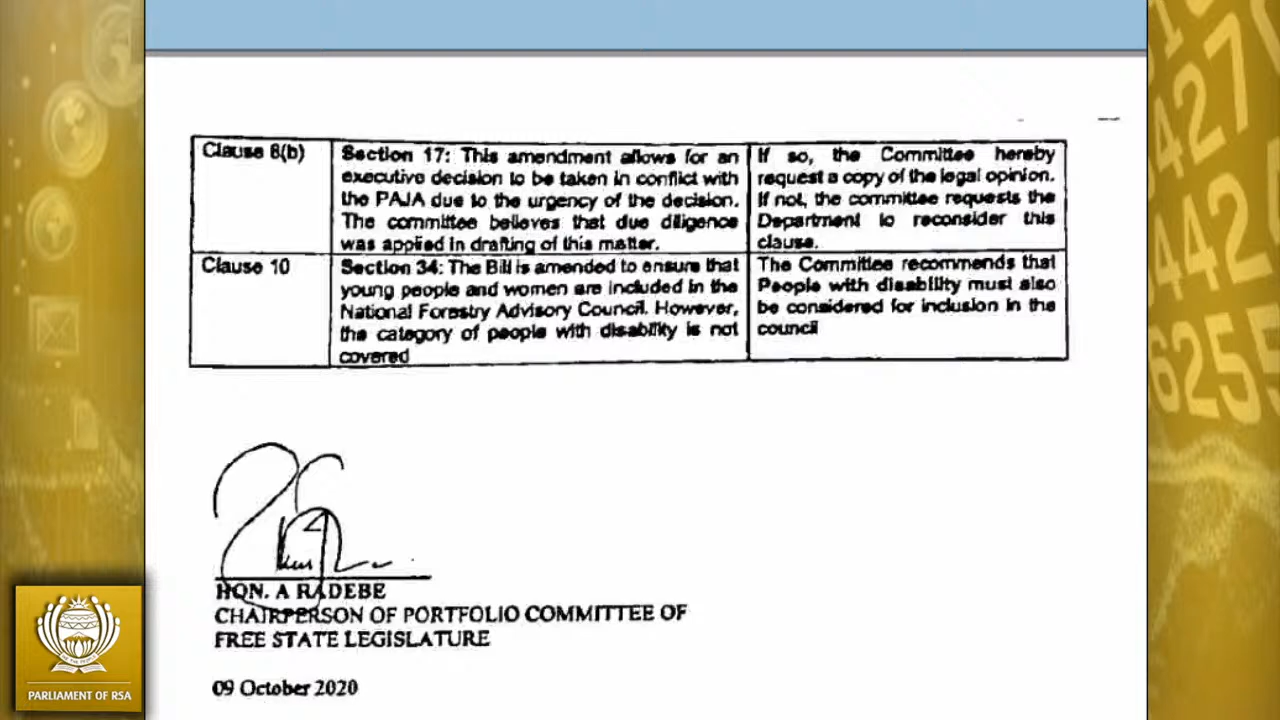 Clause 8(b)
Section 17: This amendment allows for an
executive decision to be taken in conflict with
the PAJA due to the urgency of the decision.
The committee believes that due diligence
was applied in drafting of this matter.
If so, the Committee hereby
request a copy of the legal opinion.
If not, the committee requests the
Department to reconsider this
clause.
Clause 10
Section 34: The Bill is amended to ensure that
young people and women are included in the
National Forestry Advisory Council. However,
the category of people with disability is not
covered
The Committee recommends that
People with disability must also
be considered for inclusion in the
council
HON. A RADEBE
CHAIRPERSON OF PORTFOLIO COMMITTEE OF
FREE STATE LEGISLATURE
09 October 2020
PARLIAMENT OF RSA
427
442
6255